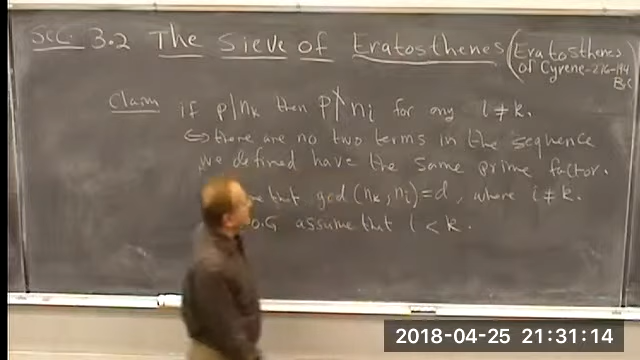 Sec. 3.2 The Sieve of Eratosthenes (Eratosthenes
of Cyrene -276-194
B.C
Claim if p|nₖ then p∤nᵢ for any i≠k.
⇔ there are no two terms in the sequence
we defined have the same prime factor.
that gcd(nₖ, nᵢ)=d, where i≠k.
O.G assume that i<k.
2018-04-25 21:31:14